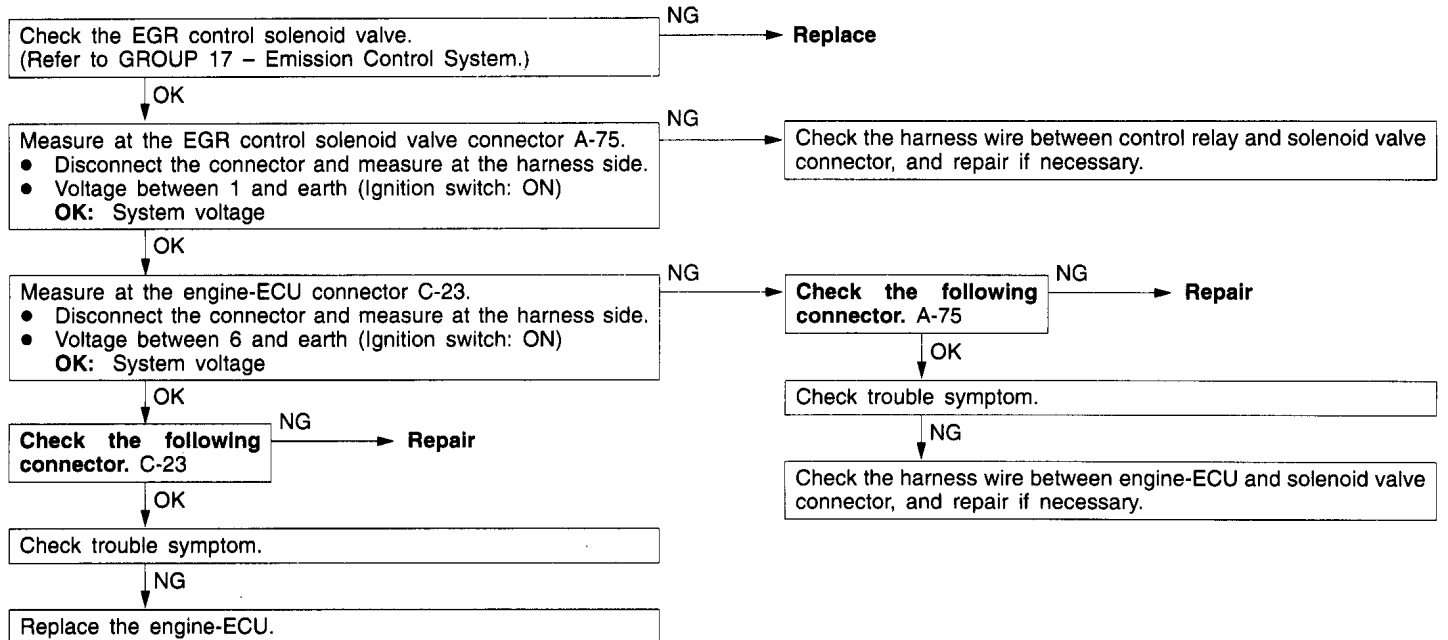 Check the EGR control solenoid valve.
(Refer to GROUP 17 – Emission Control System.)
NG
Replace
OK
Measure at the EGR control solenoid valve connector A-75.
● Disconnect the connector and measure at the harness side.
● Voltage between 1 and earth (Ignition switch: ON)
OK: System voltage
NG
Check the harness wire between control relay and solenoid valve
connector, and repair if necessary.
OK
Measure at the engine-ECU connector C-23.
● Disconnect the connector and measure at the harness side.
● Voltage between 6 and earth (Ignition switch: ON)
OK: System voltage
NG
Check the following
connector. A-75
NG
Repair
OK
Check trouble symptom.
NG
Check the harness wire between engine-ECU and solenoid valve
connector, and repair if necessary.
OK
Check the following
connector. C-23
NG
Repair
OK
Check trouble symptom.
NG
Replace the engine-ECU.